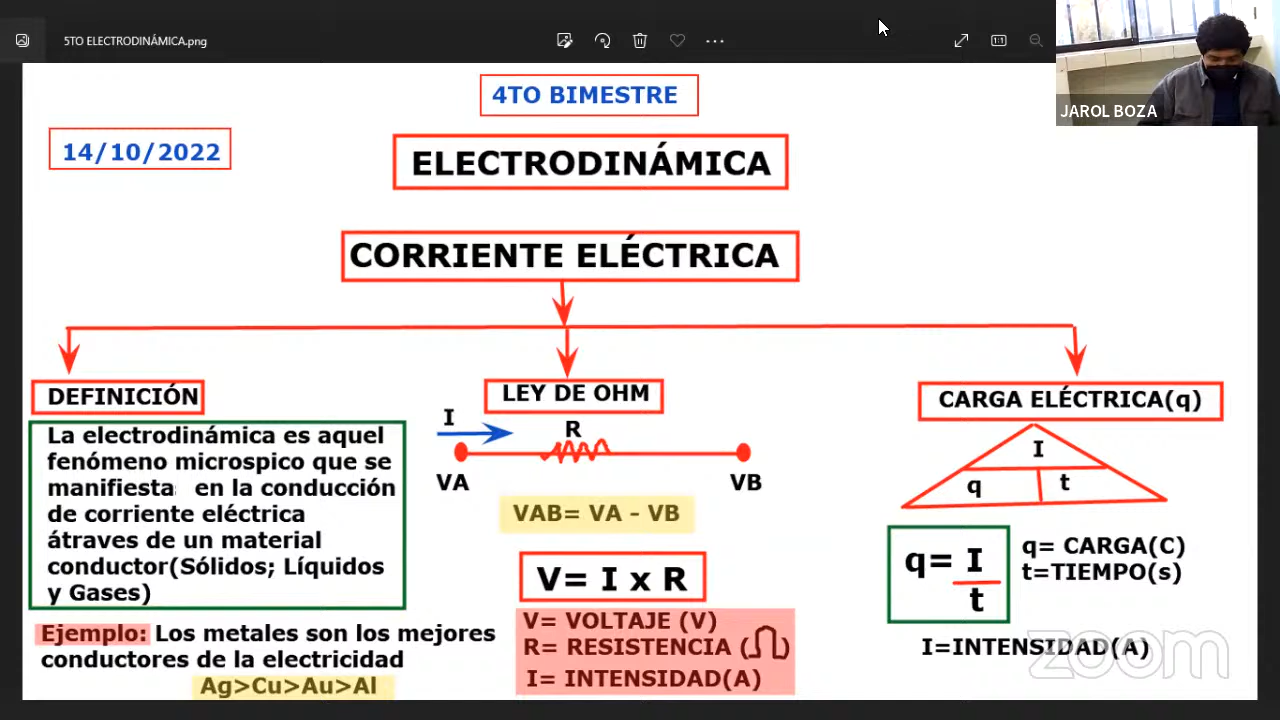 5TO ELECTRODINÁMICA.png
1:1
JAROL BOZA
4TO BIMESTRE
14/10/2022
ELECTRODINÁMICA
CORRIENTE ELÉCTRICA
DEFINICIÓN
La electrodinámica es aquel
fenómeno microspico que se
manifiesta en la conducción
de corriente eléctrica
átraves de un material
conductor(Sólidos; Líquidos
y Gases)
Ejemplo: Los metales son los mejores
conductores de la electricidad
Ag>Cu>Au>Al
LEY DE OHM
I
R
VA
VB
VAB= VA - VB
V= I x R
V= VOLTAJE (V)
R= RESISTENCIA (Ω)
I= INTENSIDAD(A)
CARGA ELÉCTRICA(q)
I
q t
q= I
t
q= CARGA(C)
t=TIEMPO(s)
I=INTENSIDAD(A)
zoom